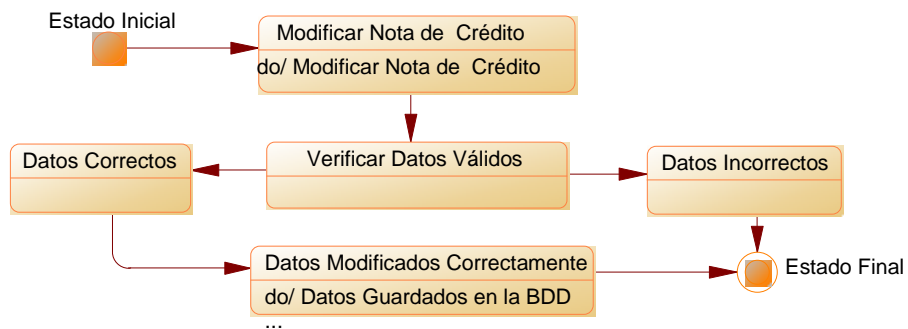 Estado Inicial
Modificar Nota de Crédito
do/ Modificar Nota de Crédito
Datos Correctos
Verificar Datos Válidos
Datos Incorrectos
Datos Modificados Correctamente
do/ Datos Guardados en la BDD
...
Estado Final